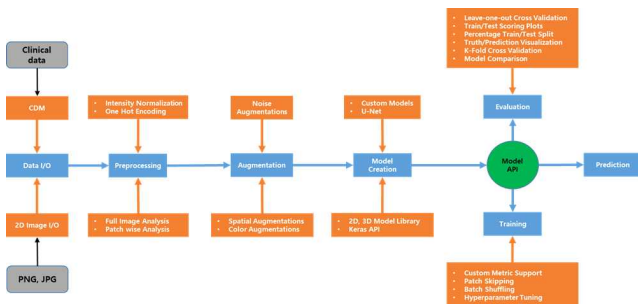 Leave-one-out Cross Validation
Train/Test Scoring Plots
Percentage Train/Test Split
Truth/Prediction Visualization
K-Fold Cross Validation
Model Comparison
Clinical
data
CDM
Intensity Normalization
One Hot Encoding
Noise
Augmentations
Custom Models
U-Net
Evaluation
Data I/O
Preprocessing
Augmentation
Model
Creation
Model
API
Prediction
2D Image I/O
Full Image Analysis
Patch wise Analysis
Spatial Augmentations
Color Augmentations
2D, 3D Model Library
Keras API
Training
PNG, JPG
Custom Metric Support
Patch Skipping
Batch Shuffling
Hyperparameter Tuning